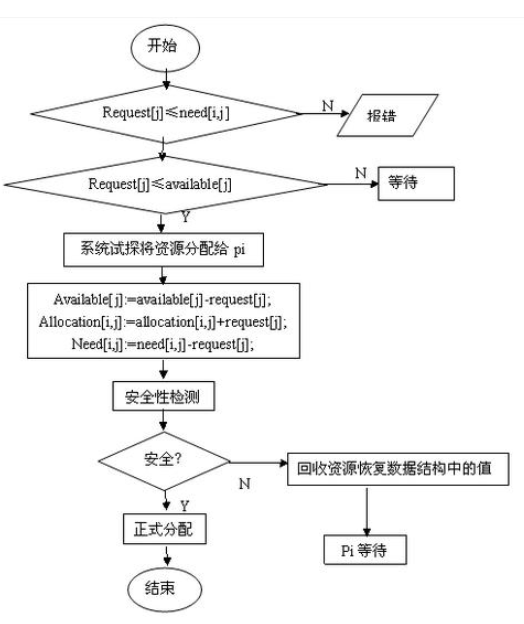 开始
Request[j]≤need[i,j]
N
报错
Request[j]≤available[j]
N
等待
Y
系统试探将资源分配给 pi
Available[j]:=available[j]-request[j];
Allocation[i,j]:=allocation[i,j]+request[j];
Need[i,j]:=need[i,j]-request[j];
安全性检测
安全?
N
回收资源恢复数据结构中的值
Y
正式分配
Pi 等待
结束